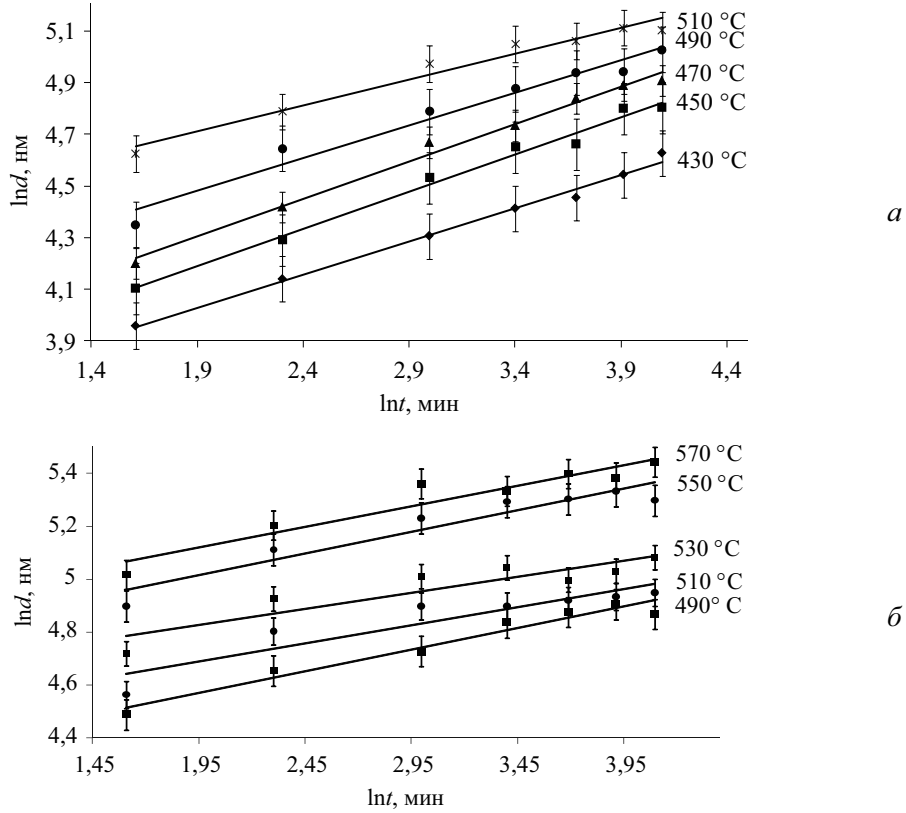 5,1
4,9
4,7
4,5
4,3
4,1
3,9
lnd, нм
510 °C
490 °C
470 °C
450 °C
430 °C
а
1,4 1,9 2,4 2,9 3,4 3,9 4,4
lnt, мин
5,4
5,2
5
4,8
4,6
4,4
lnd, нм
570 °C
550 °C
530 °C
510 °C
490° C
б
1,45 1,95 2,45 2,95 3,45 3,95
lnt, мин